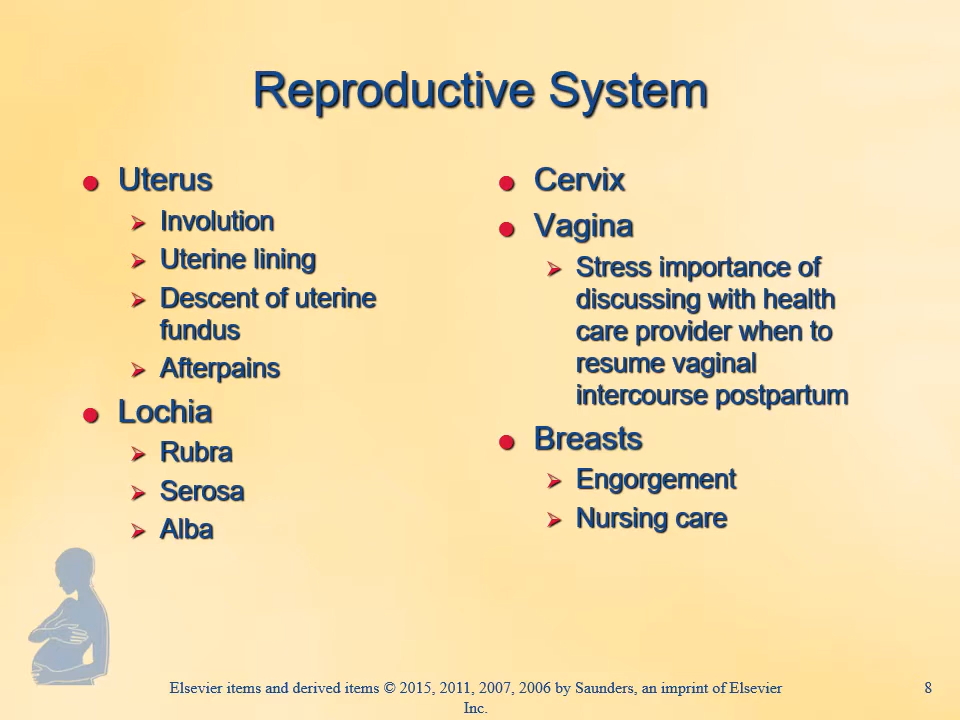 Reproductive System
Uterus
Involution
Uterine lining
Descent of uterine
fundus
Afterpains
Lochia
Rubra
Serosa
Alba
Cervix
Vagina
Stress importance of
discussing with health
care provider when to
resume vaginal
intercourse postpartum
Breasts
Engorgement
Nursing care
Elsevier items and derived items © 2015, 2011, 2007, 2006 by Saunders, an imprint of Elsevier
Inc.
8